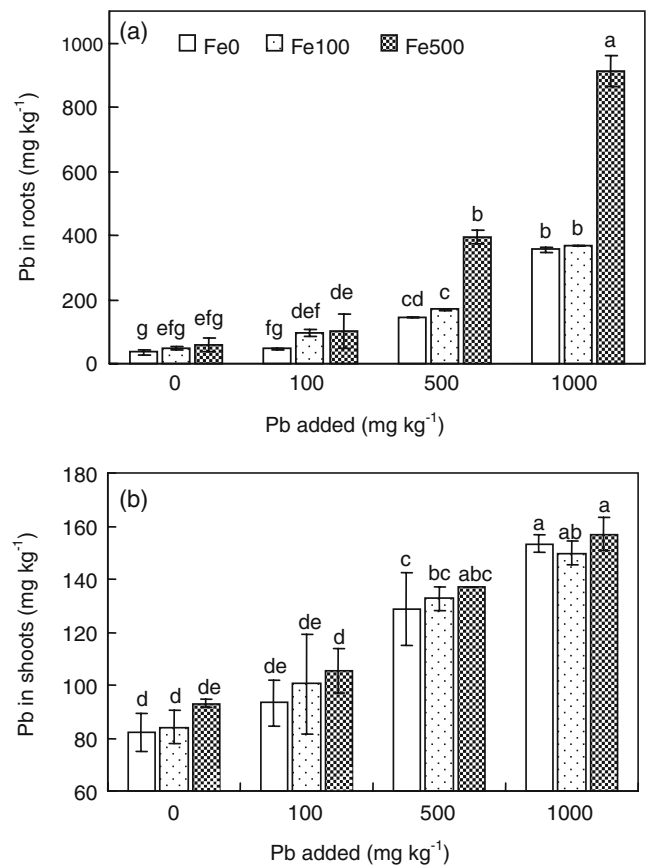 (a)
Fe0 Fe100 Fe500
a
b
b b
c
cd
de
def
fg
g efg efg
1000
800
600
400
200
0
Pb in roots (mg kg⁻¹)
0 100 500 1000
Pb added (mg kg⁻¹)
(b)
180
160
140
120
100
80
60
Pb in shoots (mg kg⁻¹)
d d de
de de d
c bc abc
a ab a
0 100 500 1000
Pb added (mg kg⁻¹)